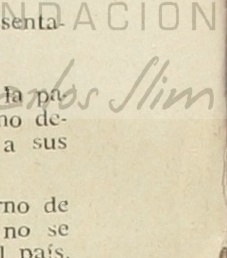 NDACION
senta-
Carlos Slim
la pa-
no de-
a sus
rno de
no se
l país.